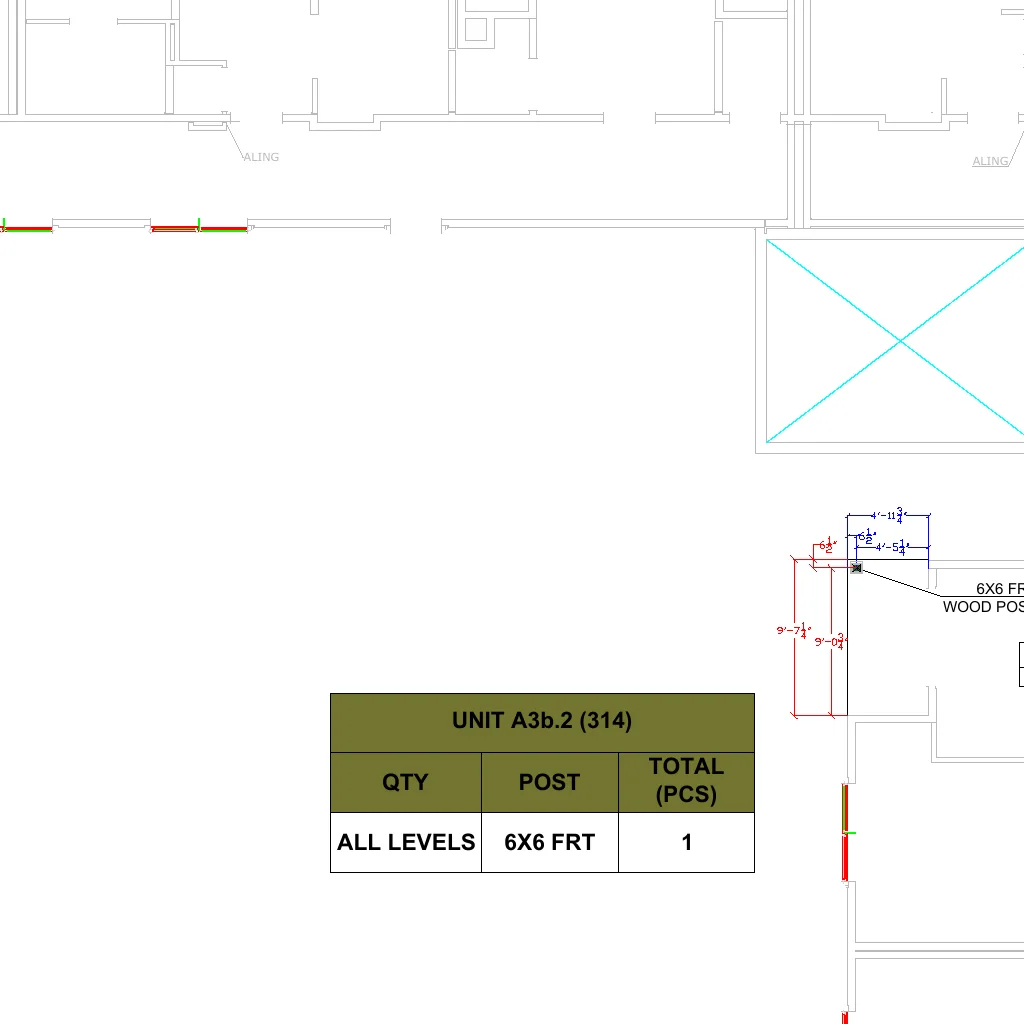 ALING
ALING
4'-11 3/4"
6 1/2"
6 1/2"
4'-5 1/4"
6X6 FR
WOOD POS
9'-7 1/4"
9'-0 3/4"
UNIT A3b.2 (314)
QTY
POST
TOTAL
(PCS)
ALL LEVELS
6X6 FRT
1